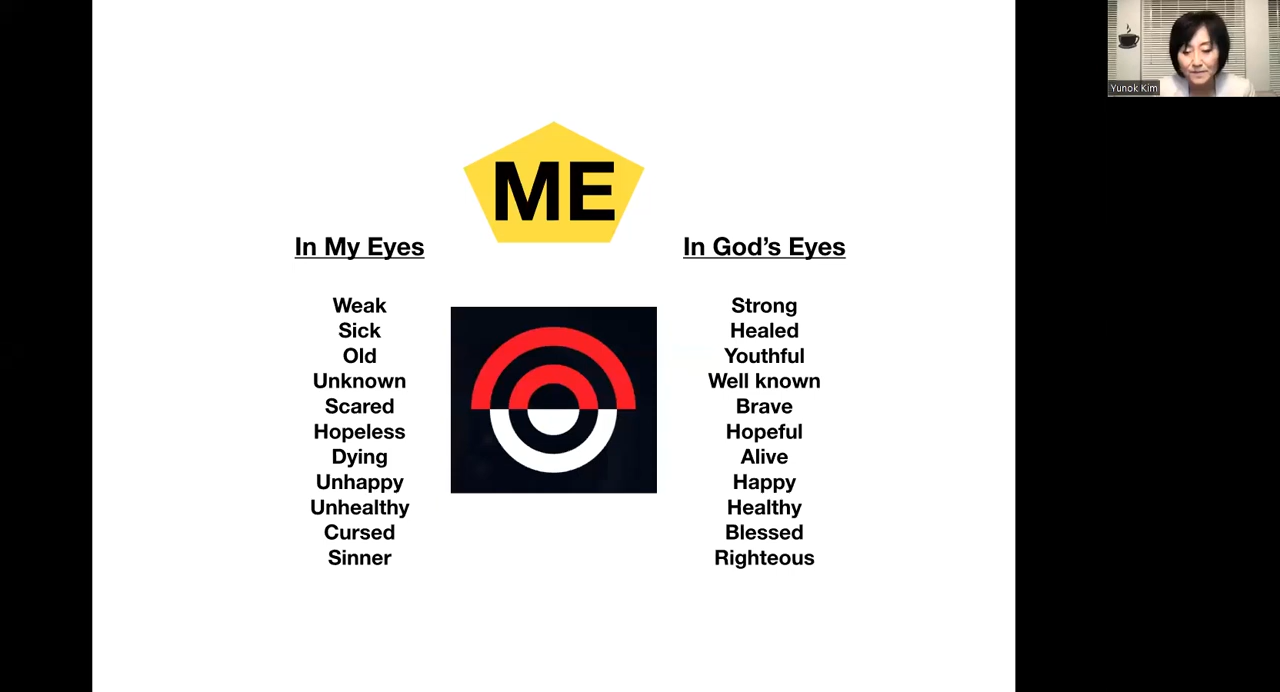 Yunok Kim
ME
In My Eyes
Weak
Sick
Old
Unknown
Scared
Hopeless
Dying
Unhappy
Unhealthy
Cursed
Sinner
In God’s Eyes
Strong
Healed
Youthful
Well known
Brave
Hopeful
Alive
Happy
Healthy
Blessed
Righteous